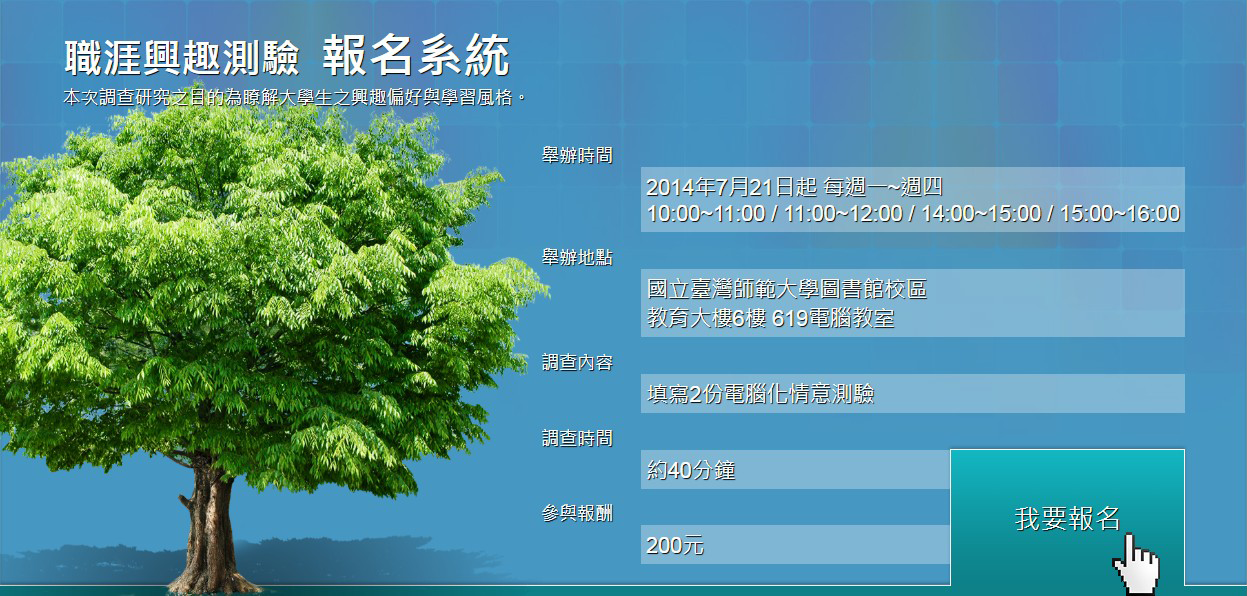 職涯興趣測驗 報名系統
本次調查研究之目的為瞭解大學生之興趣偏好與學習風格。
舉辦時間
2014年7月21日起 每週一~週四
10:00~11:00 / 11:00~12:00 / 14:00~15:00 / 15:00~16:00
舉辦地點
國立臺灣師範大學圖書館校區
教育大樓6樓 619電腦教室
調查內容
填寫2份電腦化情意測驗
調查時間
約40分鐘
參與報酬
200元
我要報名